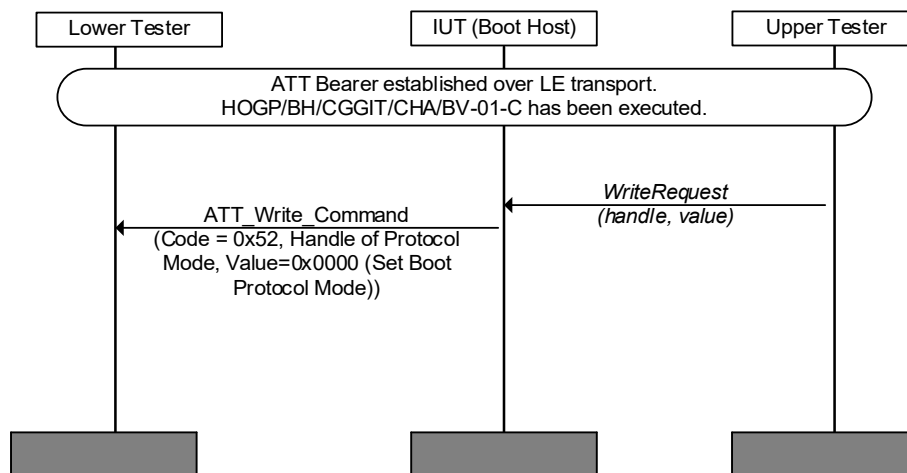 Lower Tester
IUT (Boot Host)
Upper Tester
ATT Bearer established over LE transport.
HOGP/BH/CGGIT/CHA/BV-01-C has been executed.
WriteRequest
(handle, value)
ATT_Write_Command
(Code = 0x52, Handle of Protocol
Mode, Value=0x0000 (Set Boot
Protocol Mode))